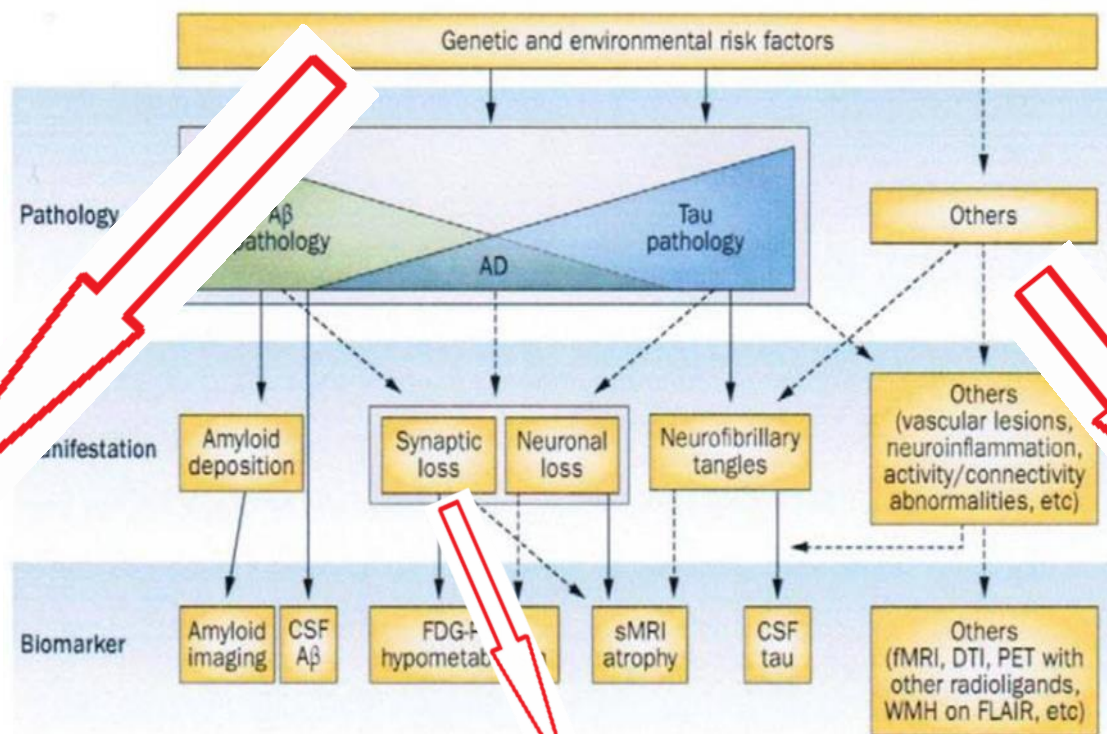 Genetic and environmental risk factors
Pathology
Aβ
pathology
AD
Tau
pathology
Others
Amyloid
deposition
Synaptic
loss
Neuronal
loss
Neurofibrillary
tangles
Others
(vascular lesions,
neuroinflammation,
activity/connectivity
abnormalities, etc)
Biomarker
Amyloid
imaging
CSF
Aβ
sMRI
atrophy
CSF
tau
Others
(fMRI, DTI, PET with
other radioligands,
WMH on FLAIR, etc)